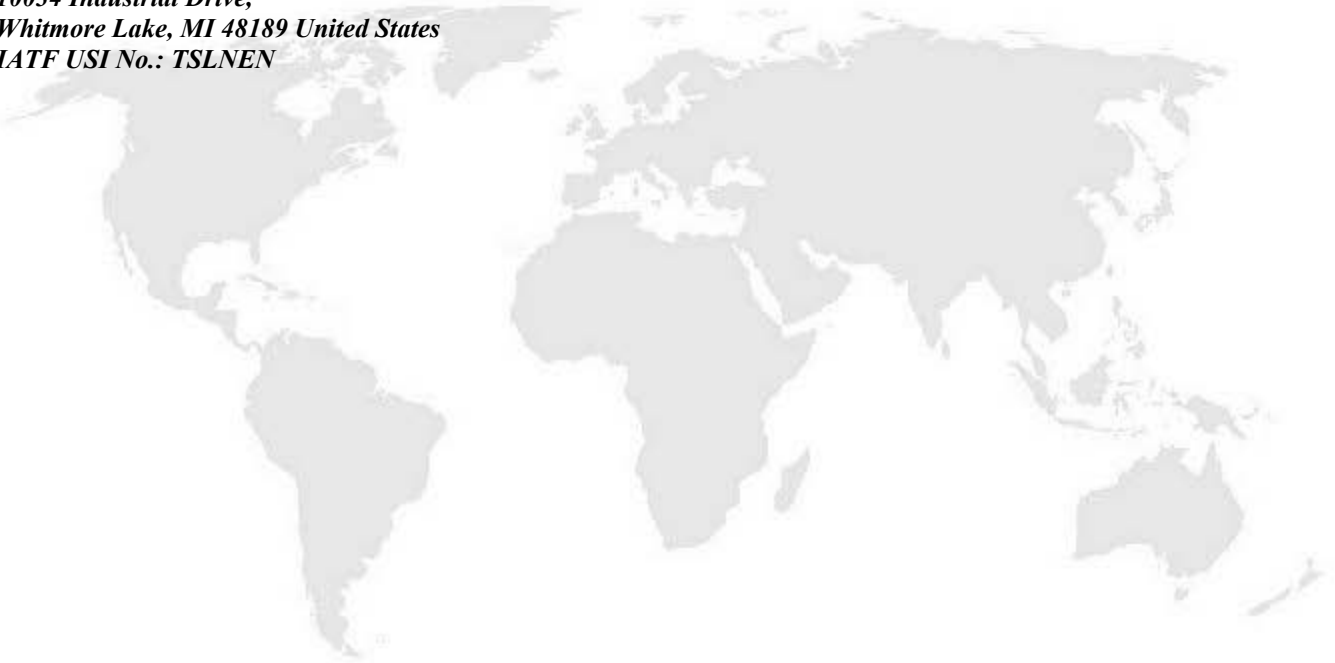 10034 Industrial Drive,
Whitmore Lake, MI 48189 United States
IATF USI No.: TSLNEN